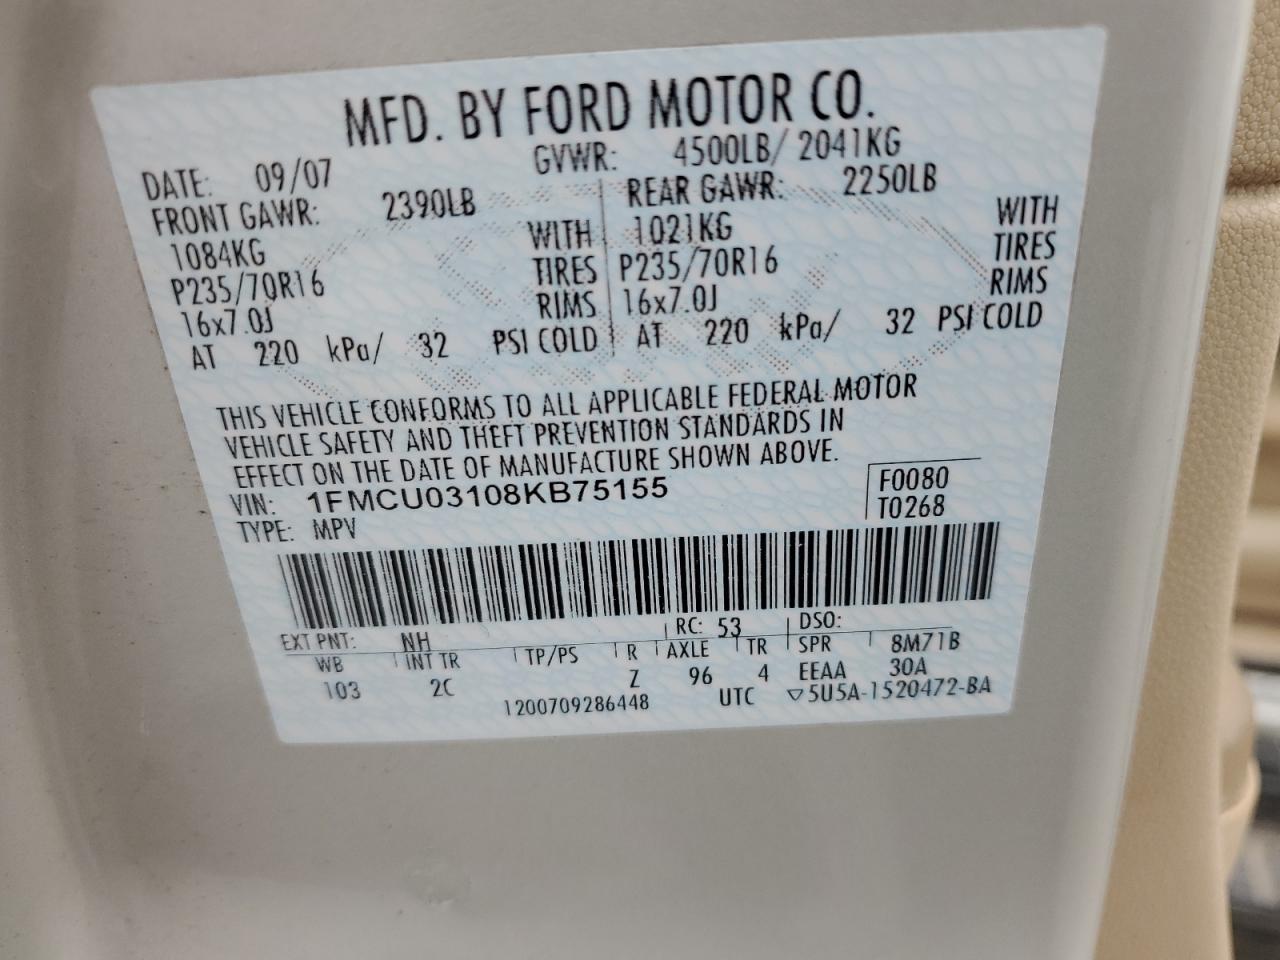 MFD. BY FORD MOTOR CO.
DATE: 09/07 GVWR: 4500LB/ 2041KG
FRONT GAWR: 2390LB REAR GAWR: 2250LB
1084KG WITH 1021KG WITH
P235/70R16 TIRES P235/70R16 TIRES
16x7.0J RIMS 16x7.0J RIMS
AT 220 kPa/ 32 PSI COLD AT 220 kPa/ 32 PSI COLD
THIS VEHICLE CONFORMS TO ALL APPLICABLE FEDERAL MOTOR
VEHICLE SAFETY AND THEFT PREVENTION STANDARDS IN
EFFECT ON THE DATE OF MANUFACTURE SHOWN ABOVE.
VIN: 1FMCU03108KB75155 F0080
TYPE: MPV T0268
EXT PNT: NH RC: 53 DSO:
WB INT TR TP/PS R AXLE TR SPR 8M71B
103 2C Z 96 4 EEAA 30A
1200709286448 UTC ▽5U5A-1520472-BA